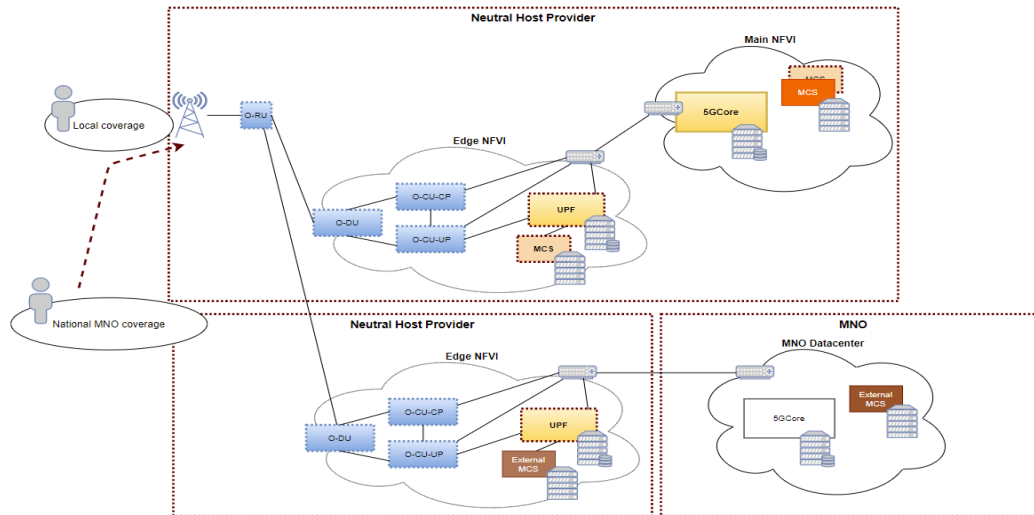 Neutral Host Provider
Main NFVI
MCS
MCS
5GCore
Local coverage
O-RU
Edge NFVI
O-CU-CP
O-DU
O-CU-UP
UPF
MCS
National MNO coverage
Neutral Host Provider
MNO
Edge NFVI
MNO Datacenter
O-CU-CP
External
MCS
O-DU
UPF
5GCore
O-CU-UP
External
MCS